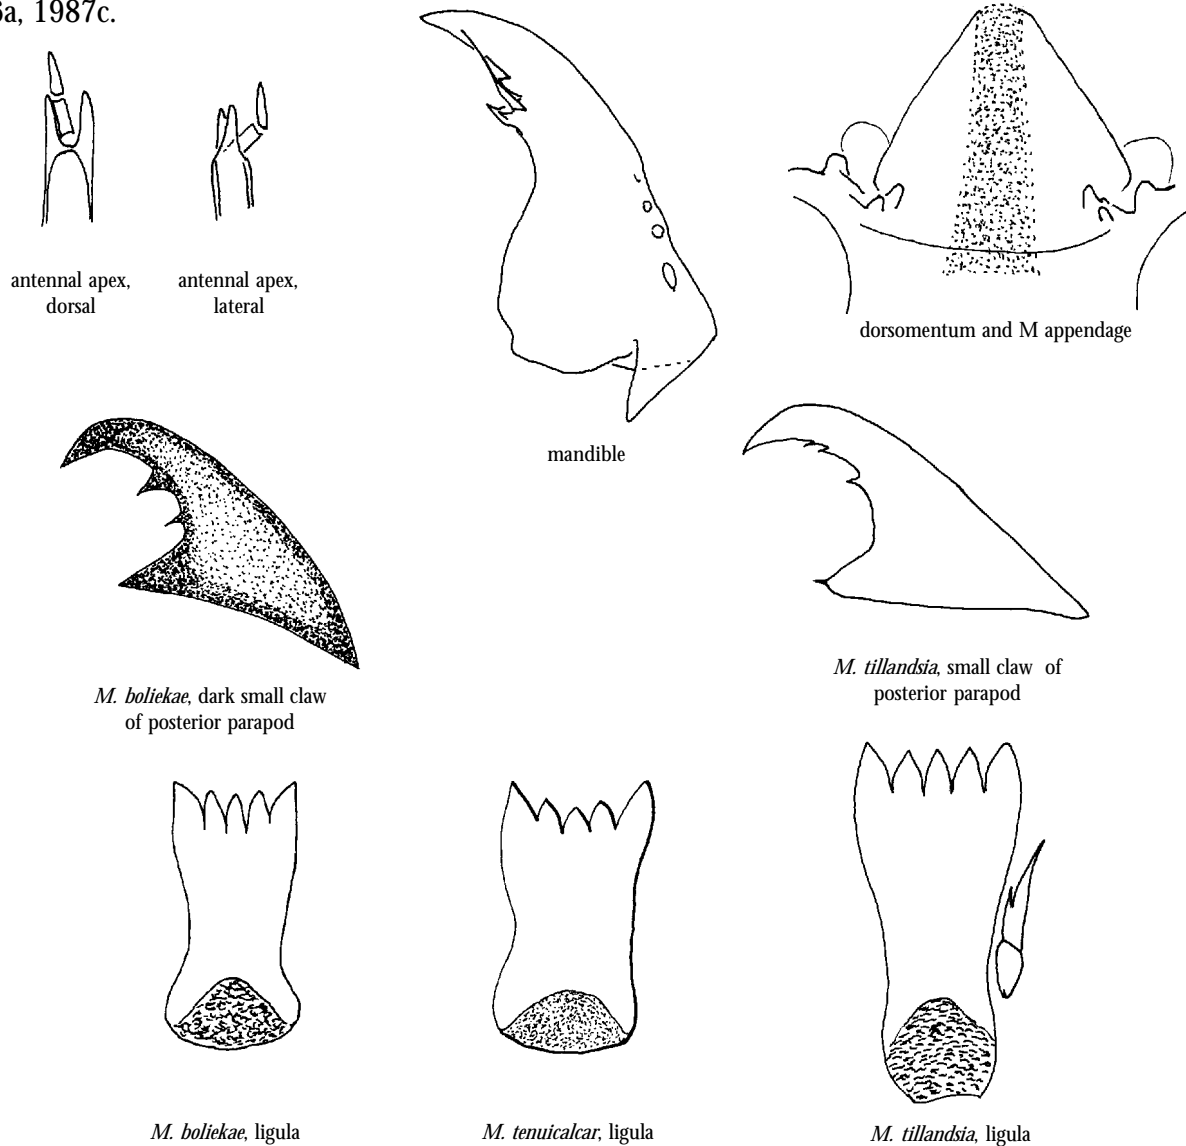 a, 1987c.
antennal apex,
dorsal
antennal apex,
lateral
dorsomentum and M appendage
mandible
M. boliekae, dark small claw
of posterior parapod
M. tillandsia, small claw of
posterior parapod
M. boliekae, ligula
M. tenuicalcar, ligula
M. tillandsia, ligula